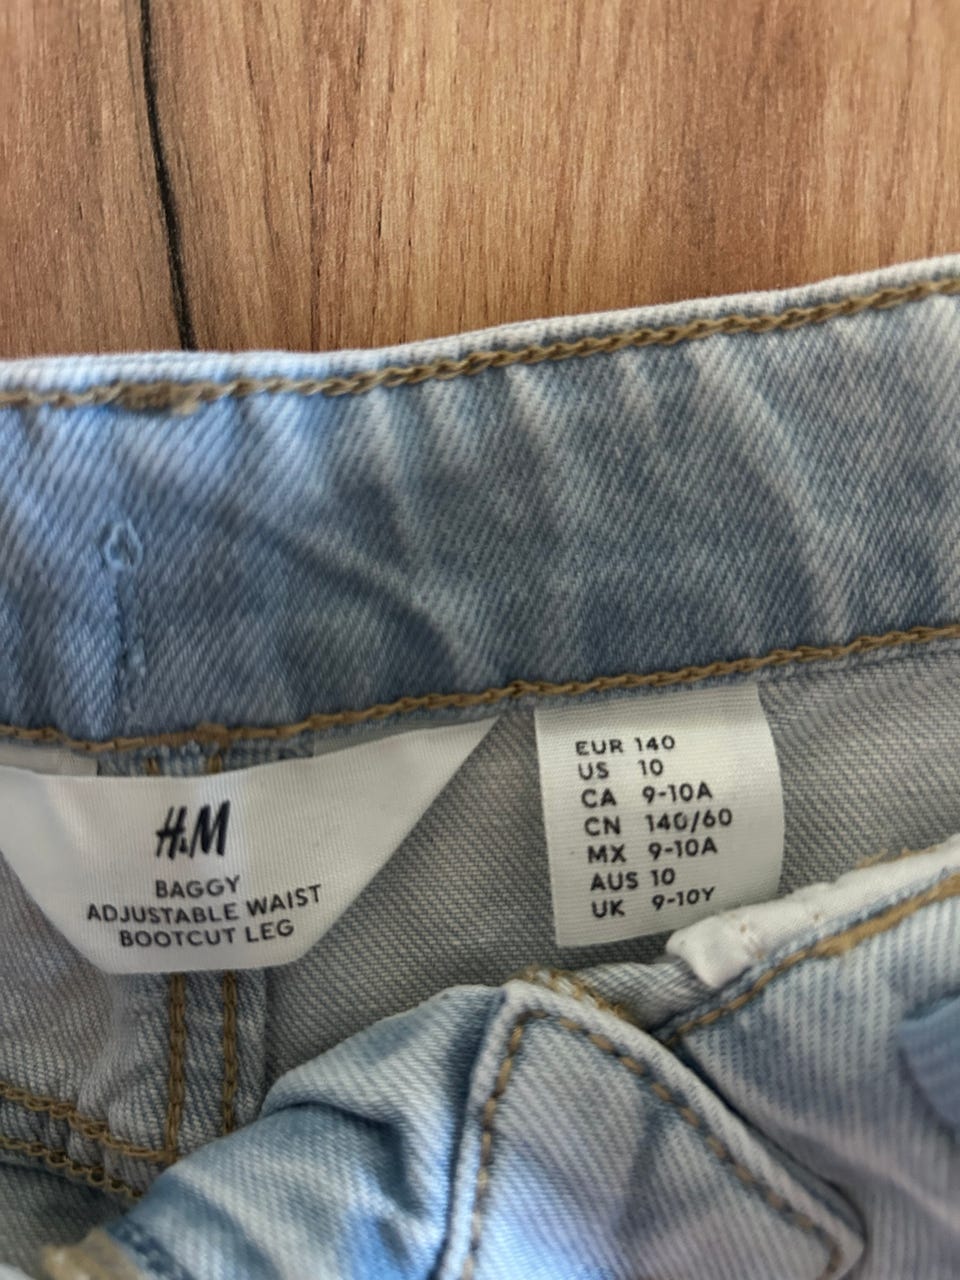 H&M
BAGGY
ADJUSTABLE WAIST
BOOTCUT LEG
EUR 140
US 10
CA 9-10A
CN 140/60
MX 9-10A
AUS 10
UK 9-10Y